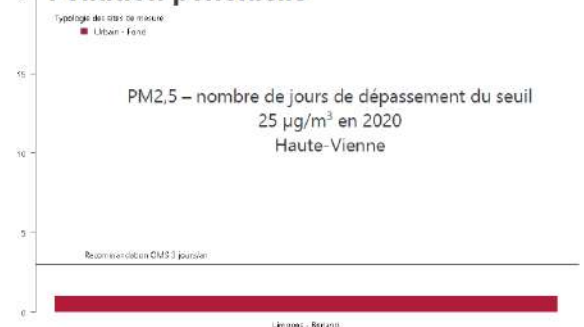 Typologie des sites de mesure
Urbain - Fond
15
PM2,5 – nombre de jours de dépassement du seuil
25 µg/m³ en 2020
Haute-Vienne
10
5
Recommandation OMS 3 jours/an
0
Limoges -